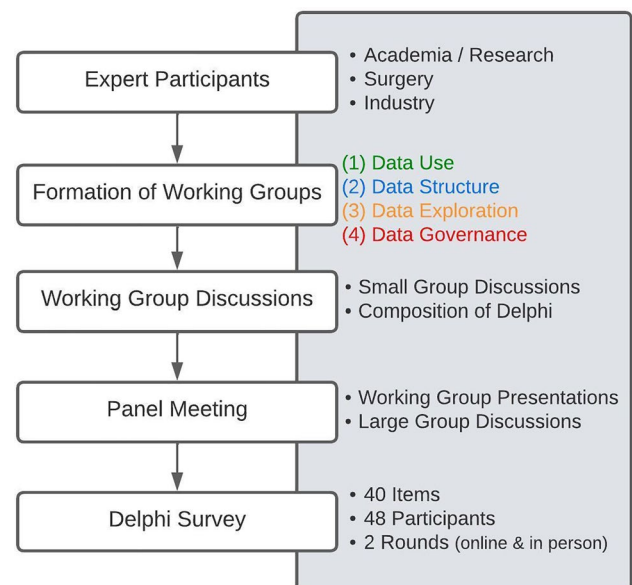 Expert Participants
• Academia / Research
• Surgery
• Industry
Formation of Working Groups
(1) Data Use
(2) Data Structure
(3) Data Exploration
(4) Data Governance
Working Group Discussions
• Small Group Discussions
• Composition of Delphi
Panel Meeting
• Working Group Presentations
• Large Group Discussions
Delphi Survey
• 40 Items
• 48 Participants
• 2 Rounds (online & in person)